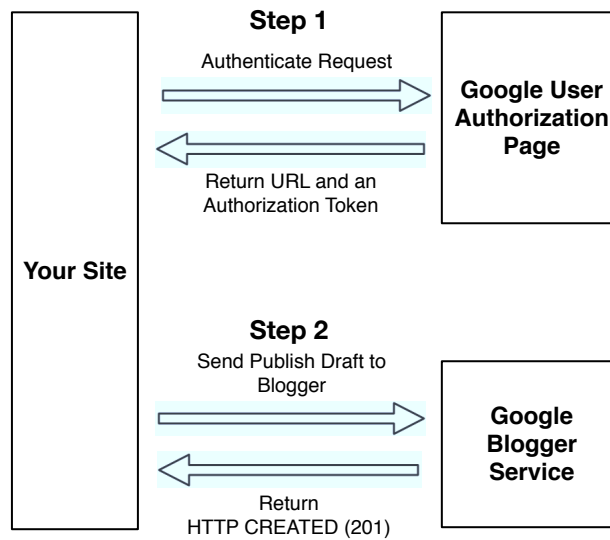 Step 1
Authenticate Request
Google User
Authorization
Page
Return URL and an
Authorization Token
Your Site
Step 2
Send Publish Draft to
Blogger
Google
Blogger
Service
Return
HTTP CREATED (201)